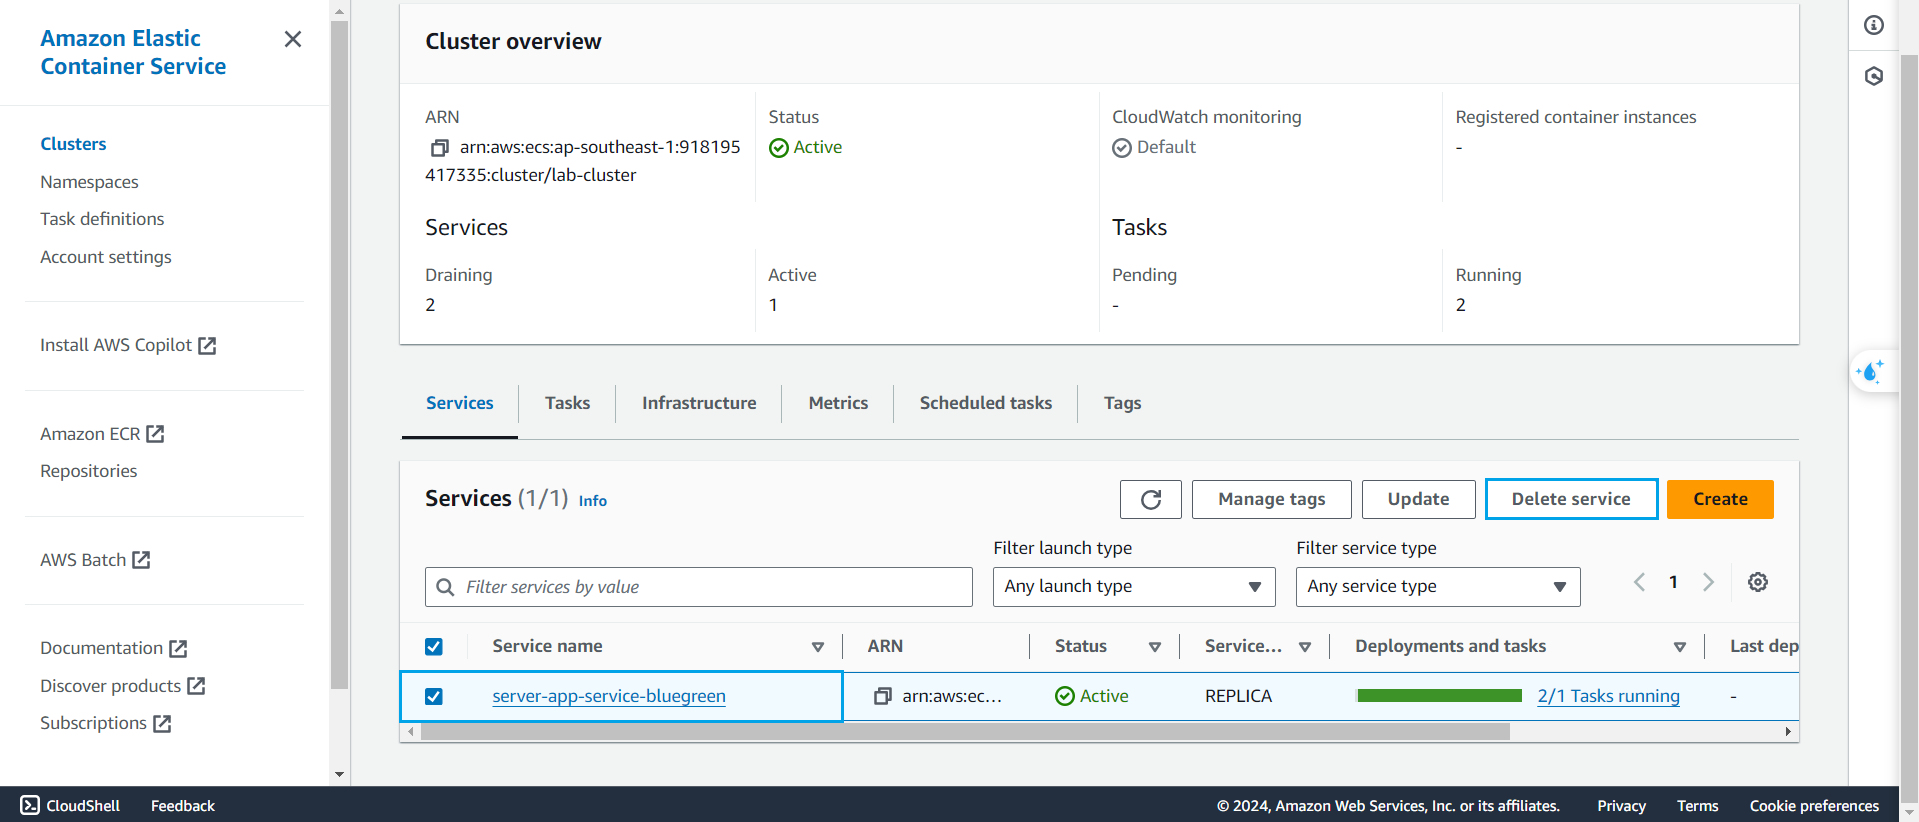 Amazon Elastic
Container Service
Clusters
Namespaces
Task definitions
Account settings
Install AWS Copilot
Amazon ECR
Repositories
AWS Batch
Documentation
Discover products
Subscriptions
Cluster overview
ARN
arn:aws:ecs:ap-southeast-1:918195
417335:cluster/lab-cluster
Status
Active
CloudWatch monitoring
Default
Registered container instances
-
Services
Tasks
Draining
2
Active
1
Pending
-
Running
2
Services Tasks Infrastructure Metrics Scheduled tasks Tags
Services (1/1) Info
Manage tags Update Delete service Create
Filter launch type
Filter service type
Filter services by value
Any launch type
Any service type
1
Service name ARN Status Service... Deployments and tasks Last dep
server-app-service-bluegreen arn:aws:ec... Active REPLICA 2/1 Tasks running -
CloudShell Feedback © 2024, Amazon Web Services, Inc. or its affiliates. Privacy Terms Cookie preferences